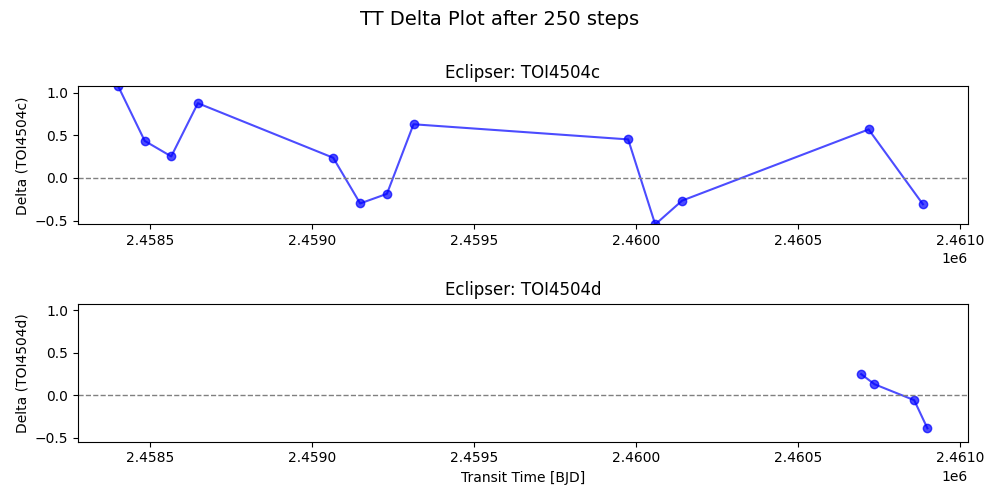 TT Delta Plot after 250 steps
Eclipser: TOI4504c
Delta (TOI4504c)
1.0
0.5
0.0
−0.5
2.4585 2.4590 2.4595 2.4600 2.4605 2.4610
1e6
Eclipser: TOI4504d
Delta (TOI4504d)
1.0
0.5
0.0
−0.5
2.4585 2.4590 2.4595 2.4600 2.4605 2.4610
1e6
Transit Time [BJD]